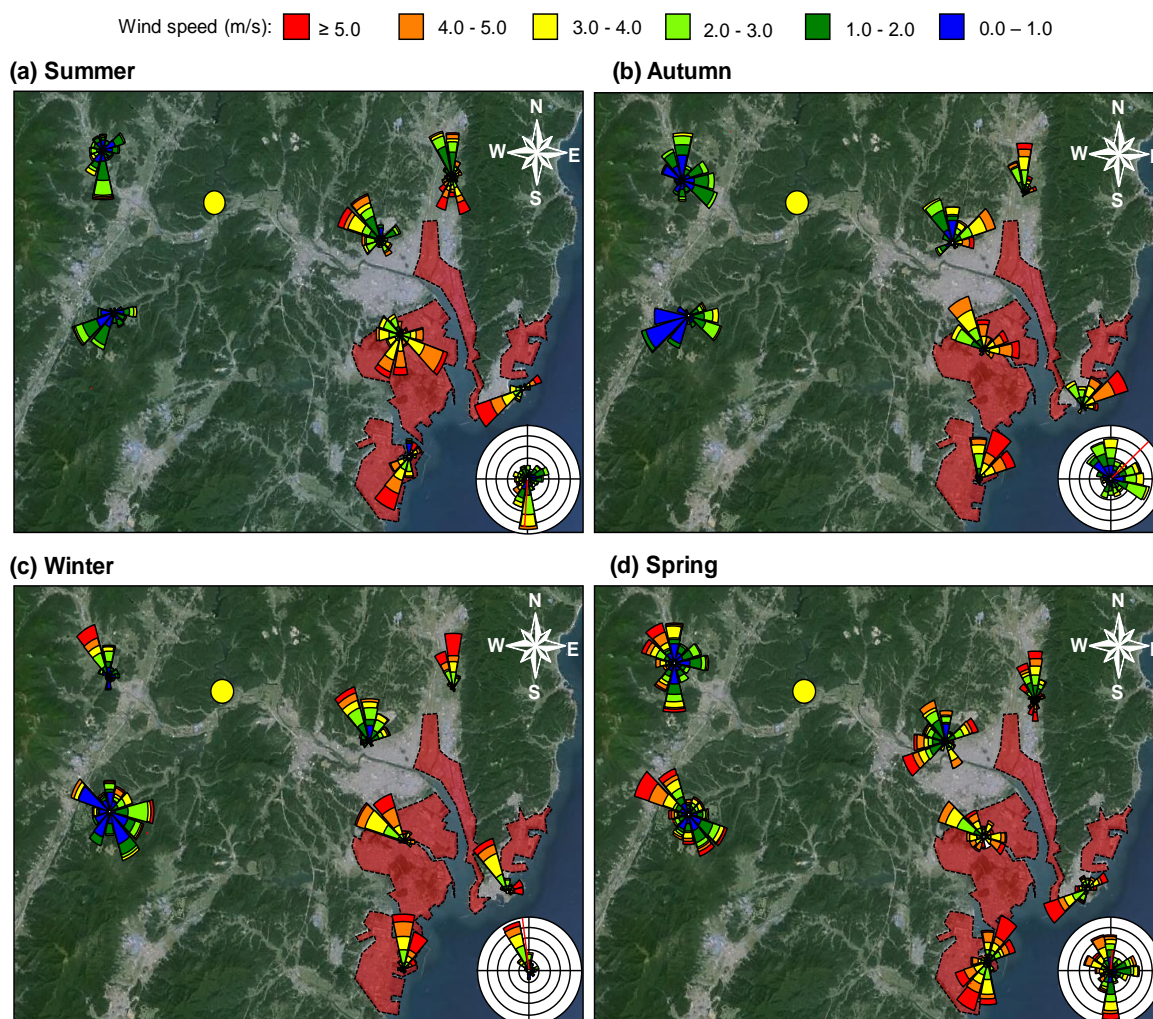 Wind speed (m/s): ≥ 5.0 4.0 - 5.0 3.0 - 4.0 2.0 - 3.0 1.0 - 2.0 0.0 – 1.0
(a) Summer
(b) Autumn
N
W E
S
N
W E
S
(c) Winter
(d) Spring
N
W E
S
N
W E
S